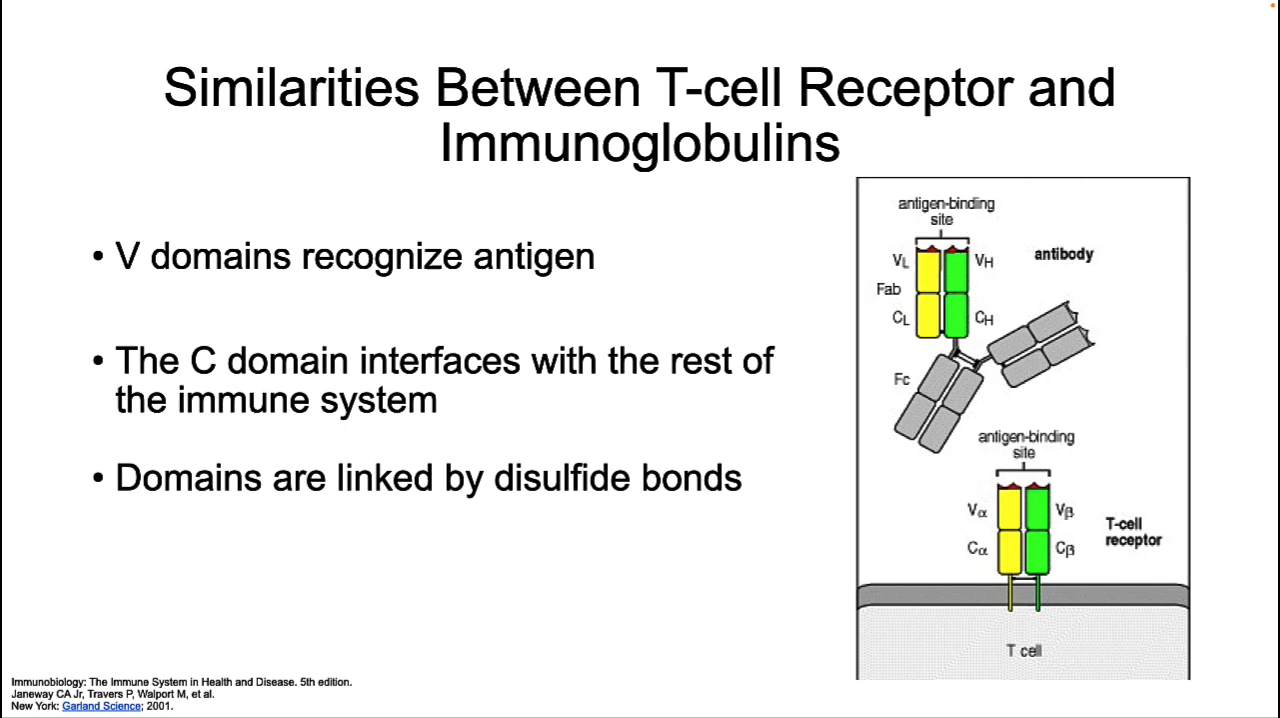 Similarities Between T-cell Receptor and
Immunoglobulins
• V domains recognize antigen
• The C domain interfaces with the rest of
the immune system
• Domains are linked by disulfide bonds
antigen-binding
site
antibody
VL
VH
Fab
CL
CH
Fc
antigen-binding
site
Vα
Vβ
T-cell
receptor
Cα
Cβ
T cell
Immunobiology: The Immune System in Health and Disease. 5th edition.
Janeway CA Jr, Travers P, Walport M, et al.
New York: Garland Science; 2001.